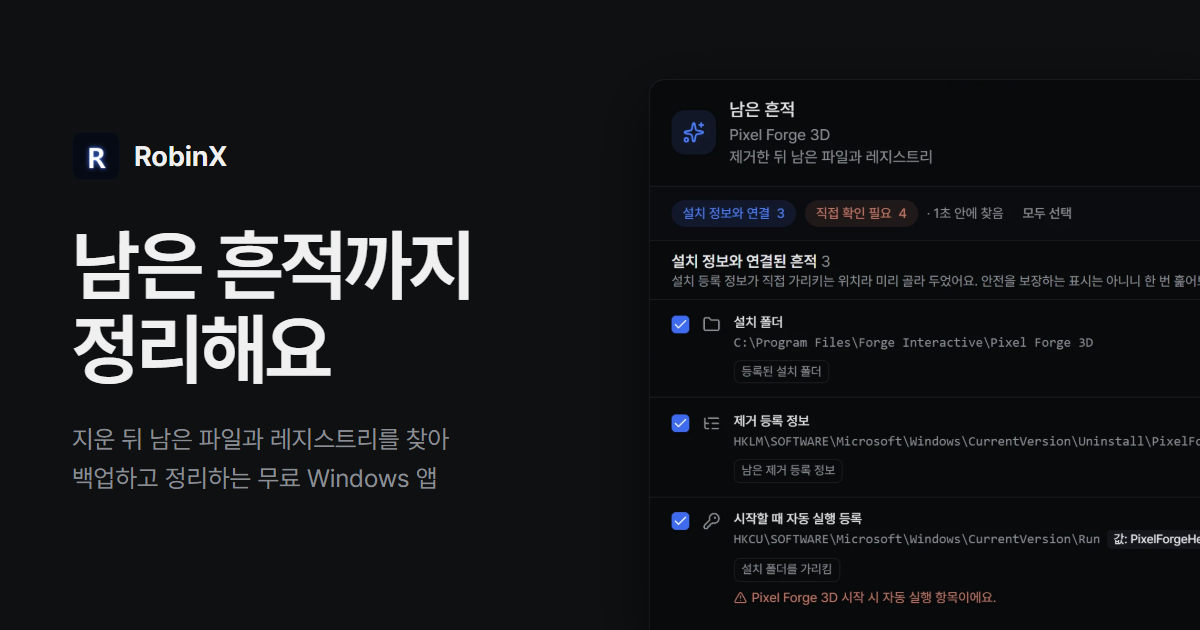 R RobinX
남은 흔적까지
정리해요
지운 뒤 남은 파일과 레지스트리를 찾아
백업하고 정리하는 무료 Windows 앱
남은 흔적
Pixel Forge 3D
제거한 뒤 남은 파일과 레지스트리
설치 정보와 연결 3 직접 확인 필요 4 · 1초 안에 찾음 모두 선택
설치 정보와 연결된 흔적 3
설치 등록 정보가 직접 가리키는 위치라 미리 골라 두었어요. 안전을 보장하는 표시는 아니니 한 번 훑어
설치 폴더
C:\Program Files\Forge Interactive\Pixel Forge 3D
등록된 설치 폴더
제거 등록 정보
HKLM\SOFTWARE\Microsoft\Windows\CurrentVersion\Uninstall\PixelFo
남은 제거 등록 정보
시작할 때 자동 실행 등록
HKCU\SOFTWARE\Microsoft\Windows\CurrentVersion\Run 값: PixelForgeHe
설치 폴더를 가리킴
Pixel Forge 3D 시작 시 자동 실행 항목이에요.